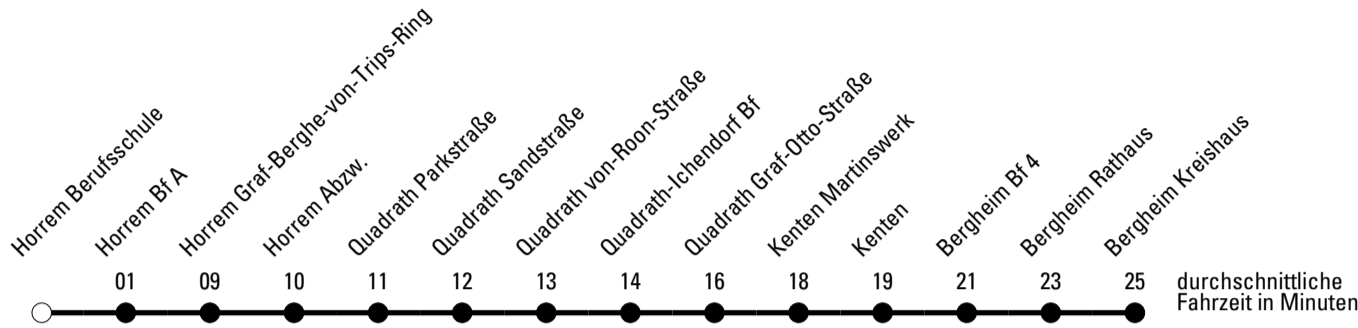 Horrem Berufsschule
Horrem Bf A
Horrem Graf-Berghe-von-Trips-Ring
Horrem Abzw.
Quadrath Parkstraße
Quadrath Sandstraße
Quadrath von-Roon-Straße
Quadrath-Ichendorf Bf
Quadrath Graf-Otto-Straße
Kenten Martinswerk
Kenten
Bergheim Bf 4
Bergheim Rathaus
Bergheim Kreishaus
01 09 10 11 12 13 14 16 18 19 21 23 25
durchschnittliche
Fahrzeit in Minuten